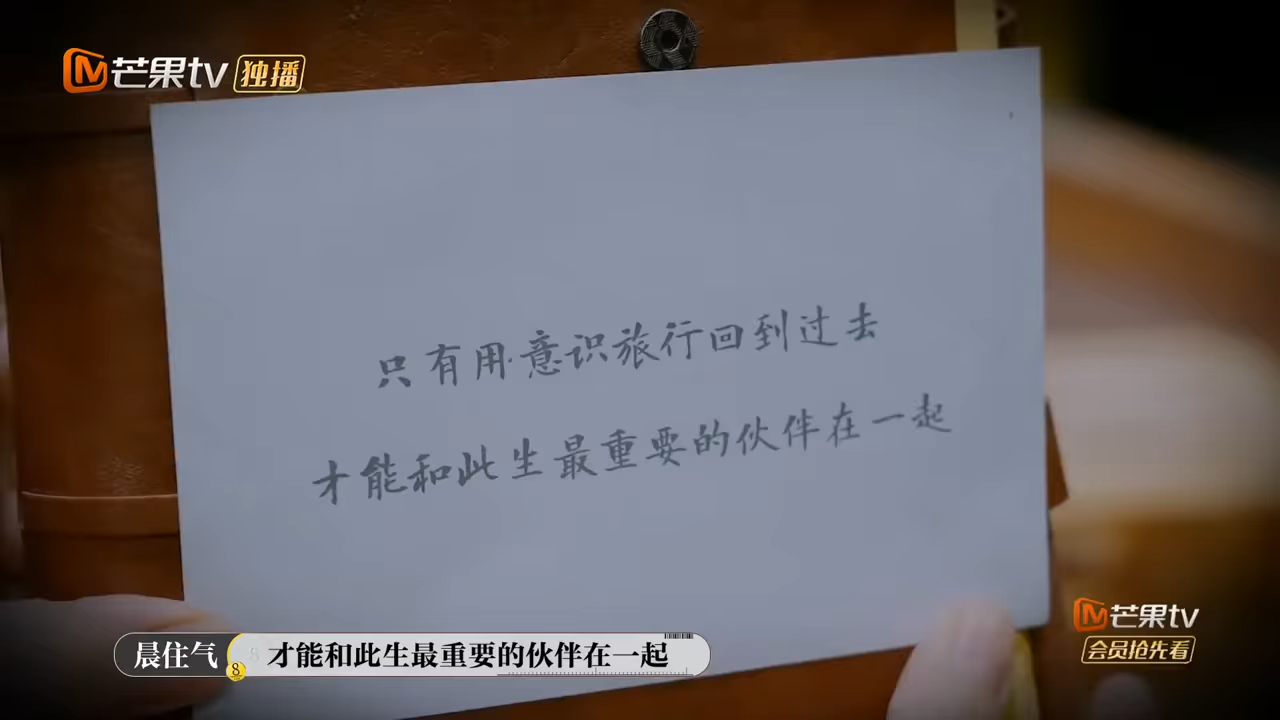 芒果tv 独播
只有用意识旅行回到过去
才能和此生最重要的伙伴在一起
芒果tv
会员抢先看
晨住气 8 才能和此生最重要的伙伴在一起